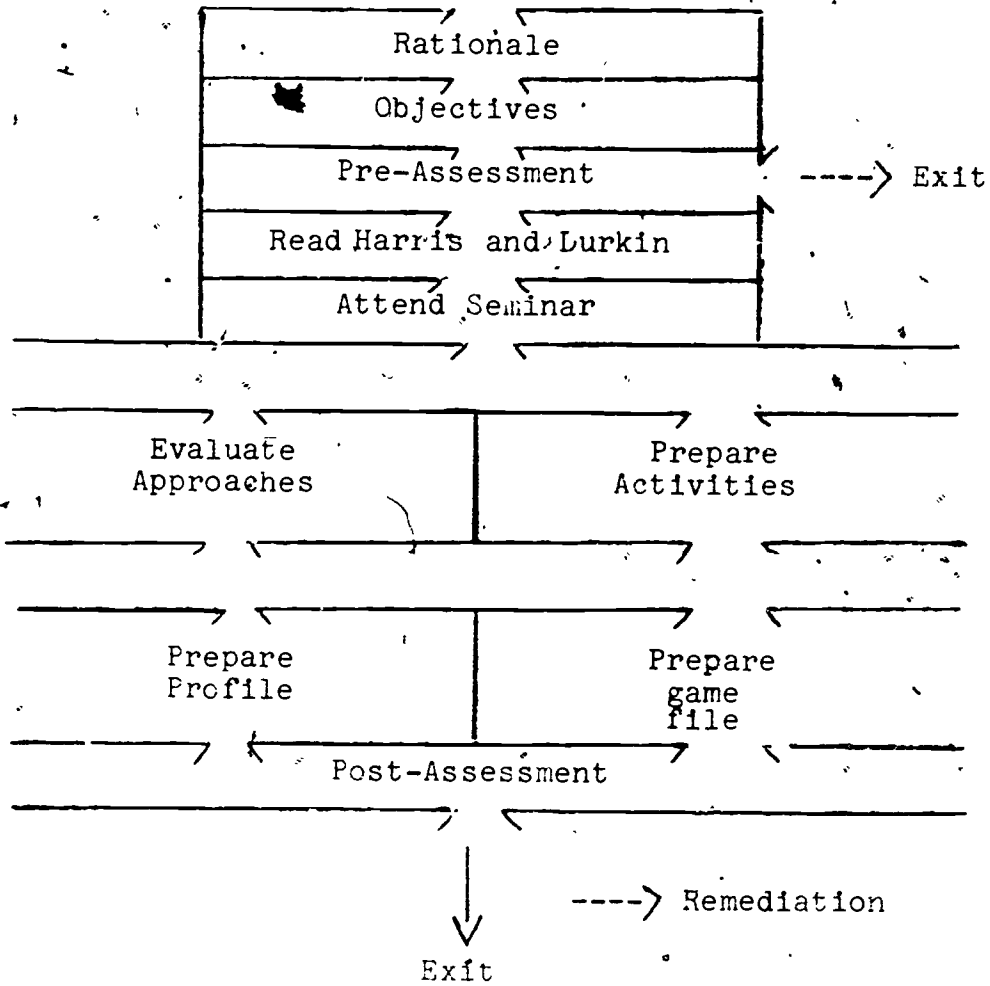 Rationale
Objectives
Pre-Assessment
----> Exit
Read Harris and Lurkin
Attend Seminar
Evaluate
Approaches
Prepare
Activities
Prepare
Profile
Prepare
game
file
Post-Assessment
----> Remediation
Exit